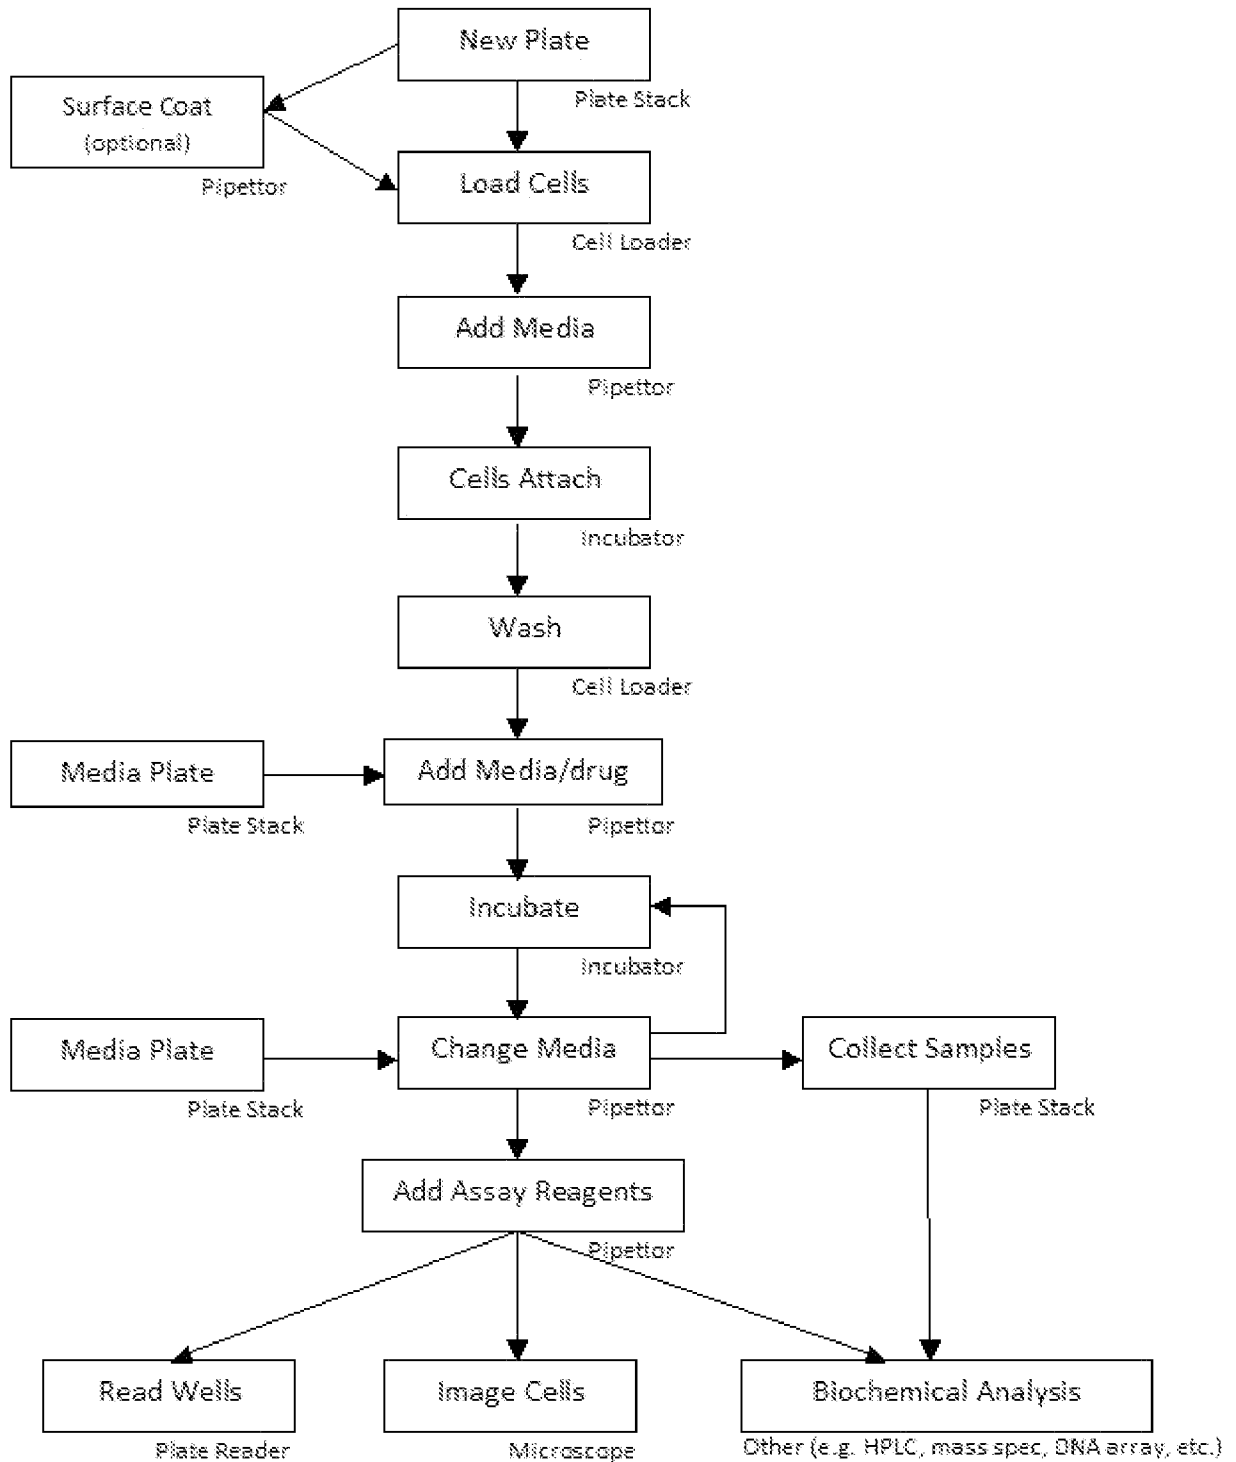 New Plate
Plate Stack
Surface Coat
(optional)
Pipettor
Load Cells
Cell Loader
Add Media
Pipettor
Cells Attach
Incubator
Wash
Cell Loader
Media Plate
Plate Stack
Add Media/drug
Pipettor
Incubate
Incubator
Media Plate
Plate Stack
Change Media
Pipettor
Collect Samples
Plate Stack
Add Assay Reagents
Pipettor
Read Wells
Plate Reader
Image Cells
Microscope
Biochemical Analysis
Other (e.g. HPLC, mass spec, DNA array, etc.)